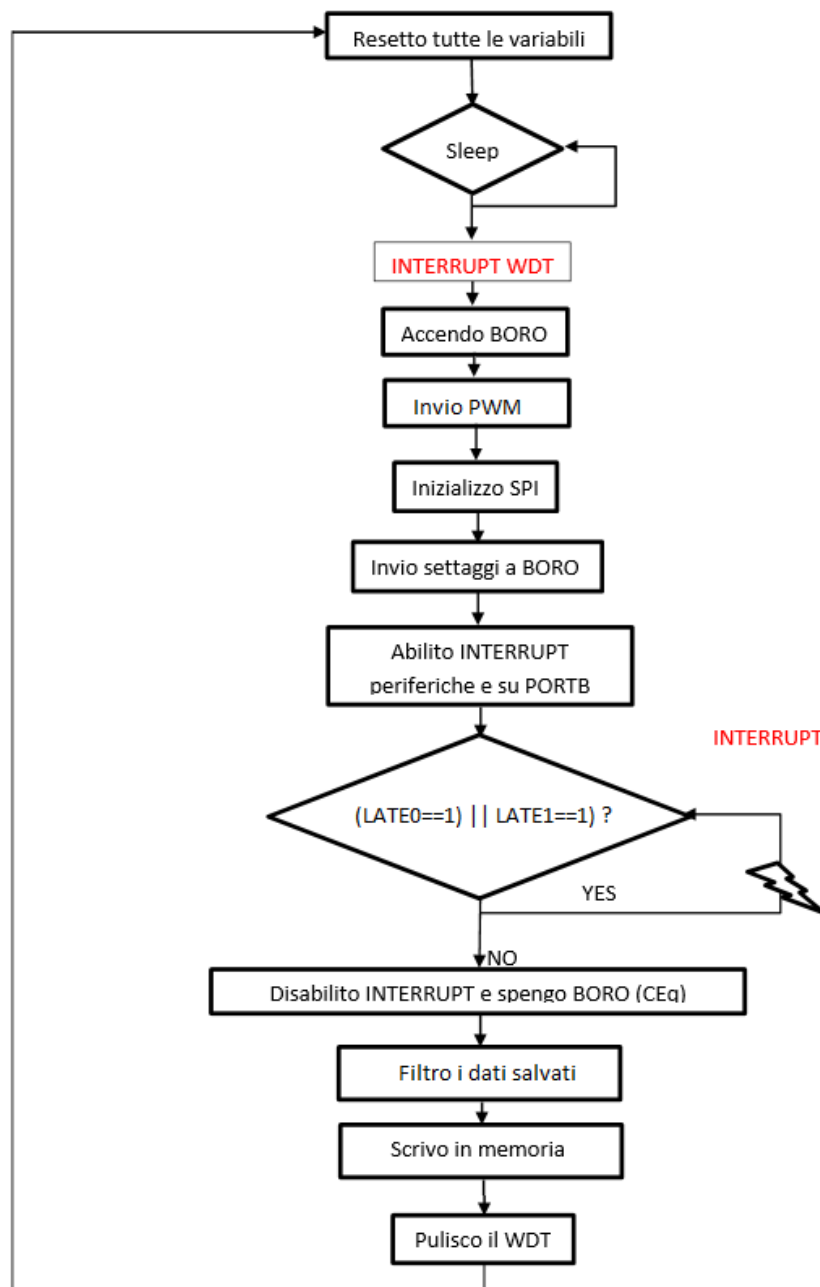 Resetto tutte le variabili
Sleep
INTERRUPT WDT
Accendo BORO
Invio PWM
Inizializzo SPI
Invio settaggi a BORO
Abilito INTERRUPT
periferiche e su PORTB
INTERRUPT
(LATE0==1) || LATE1==1) ?
YES
NO
Disabilito INTERRUPT e spengo BORO (CEq)
Filtro i dati salvati
Scrivo in memoria
Pulisco il WDT